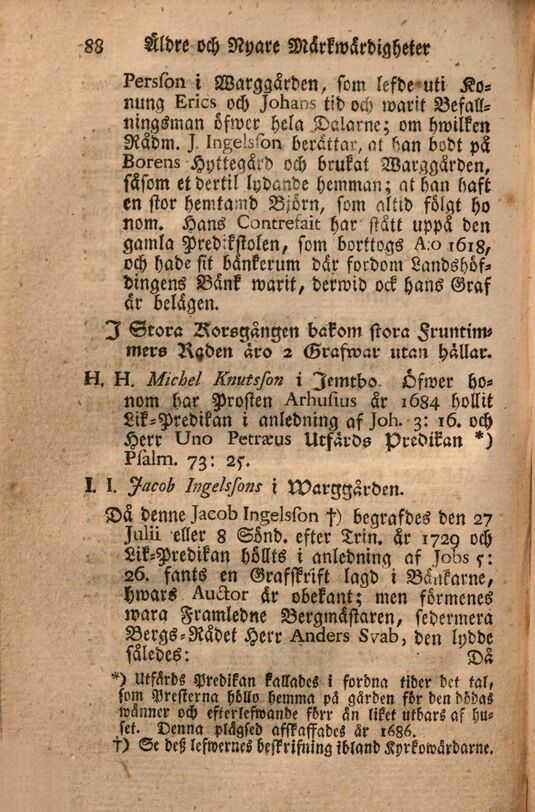 88 Äldre och Nyare Märkwärdigheter
Persson i Warggården, som lefde uti Ko-
nung Erics och Johans tid och warit Befall-
ningsman öfwer hela Dalarne; om hwilken
Rådm. J. Ingelsson berättar, at han bodt på
Borens Hyttegård och brukat Warggården,
såsom et dertil lydande hemman; at han haft
en stor hemtamd Björn, som altid fölgt ho
nom. Hans Contrefait har stått uppå den
gamla Predikstolen, som borttogs A:o 1618,
och hade sit bänkerum där fordom Landshöf-
dingens Bänk warit, derwid ock hans Graf
är belägen.
J Stora Korsgången bakom stora Fruntim-
mers Raden äro 2 Grafwar utan hällar.
H. H. Michel Knutsson i Jemtbo. Öfwer ho-
nom har Prosten Arhusius år 1684 hollit
Lik-Predikan i anledning af Joh. 3: 16. och
Herr Uno Petræus Utfärds Predikan *)
Psalm. 73: 25.
I. I. Jacob Ingelssons i Warggården.
Då denne Jacob Ingelsson †) begrafdes den 27
Julii eller 8 Sönd. efter Trin. år 1729 och
Lik-Predikan höllts i anledning af Jobs 5:
26. fants en Grafskrift lagd i Bänkarne,
hwars Auctor är obekant; men förmenes
wara Framledne Bergmästaren, sedermera
Bergs-Rådet Herr Anders Svab, den lydde
således: Då
*) Utfärds Predikan kallades i fordna tider det tal,
som Presterna höllo hemma på gården för den dödas
wänner och efterlefwande förr än liket utbars af hu-
set. Denna plägsed afskaffades år 1686.
†) Se deß lefwernes beskrifning ibland Kyrkowärdarne.